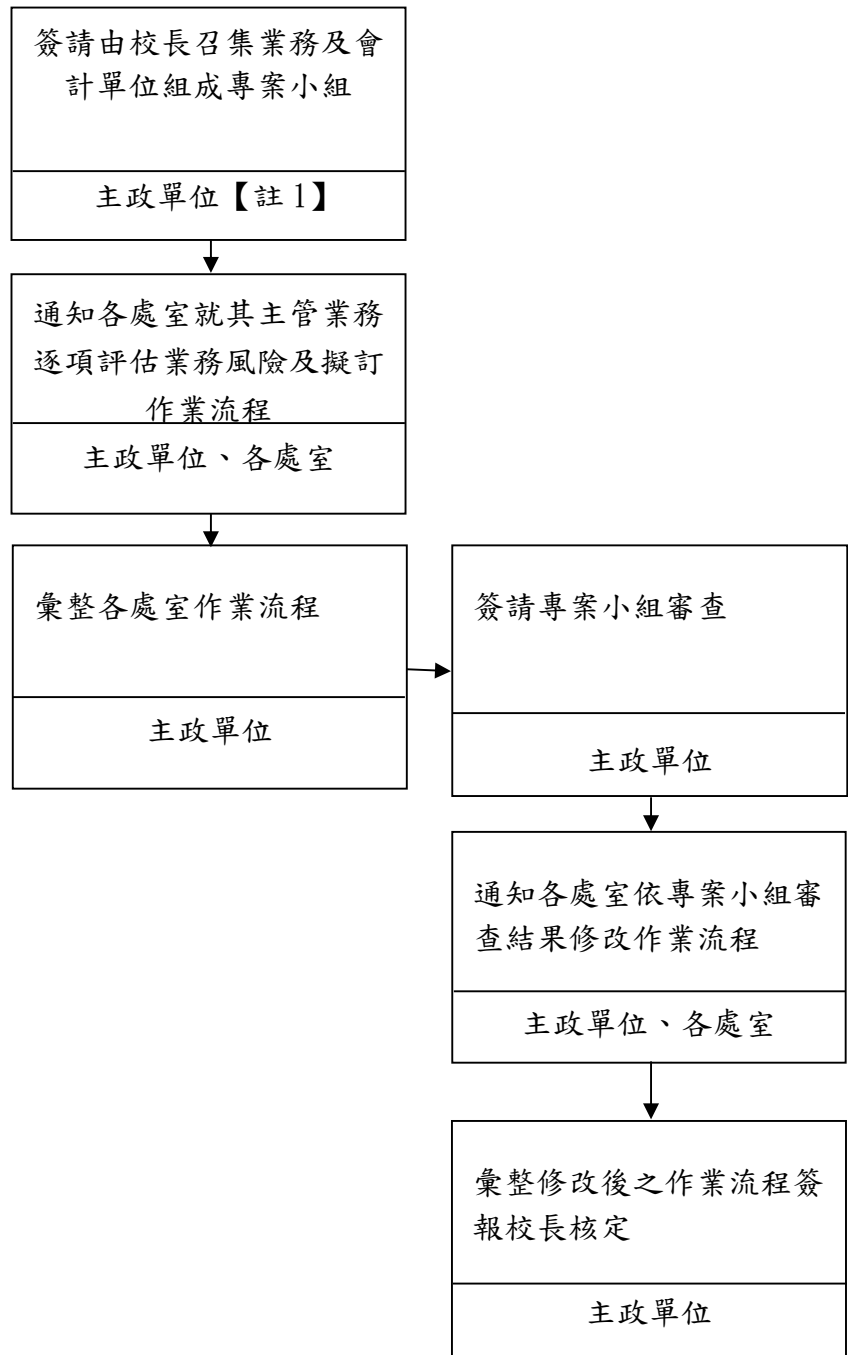 簽請由校長召集業務及會
計單位組成專案小組
主政單位【註1】
通知各處室就其主管業務
逐項評估業務風險及擬訂
作業流程
主政單位、各處室
彙整各處室作業流程
主政單位
簽請專案小組審查
主政單位
通知各處室依專案小組審
查結果修改作業流程
主政單位、各處室
彙整修改後之作業流程簽
報校長核定
主政單位